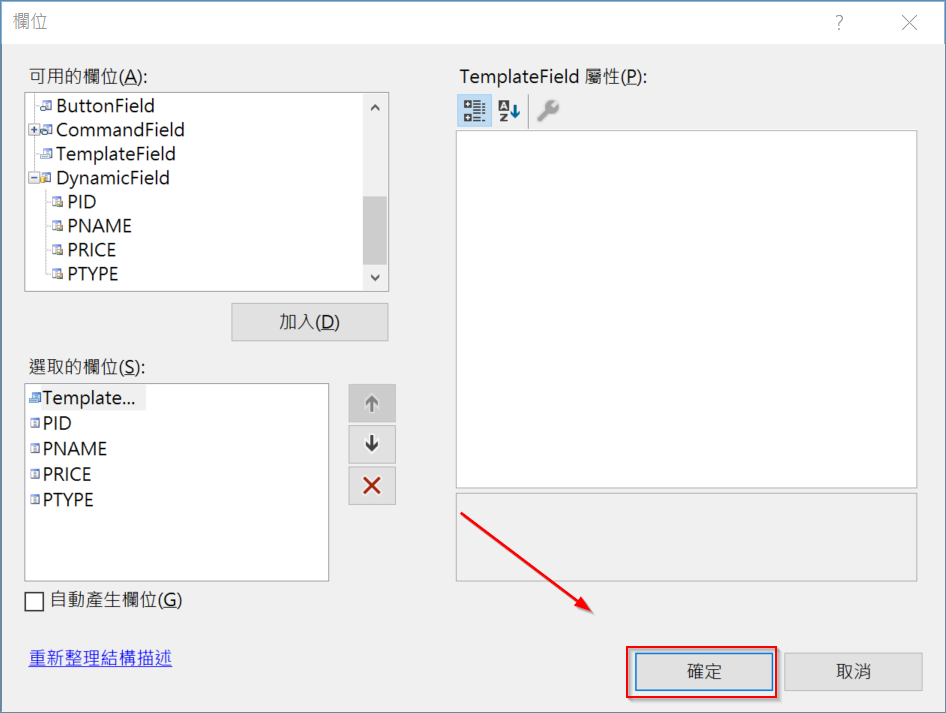 欄位
?
可用的欄位(A):
ButtonField
CommandField
TemplateField
DynamicField
PID
PNAME
PRICE
PTYPE
加入(D)
選取的欄位(S):
Template...
PID
PNAME
PRICE
PTYPE
自動產生欄位(G)
重新整理結構描述
TemplateField 屬性(P):
確定
取消